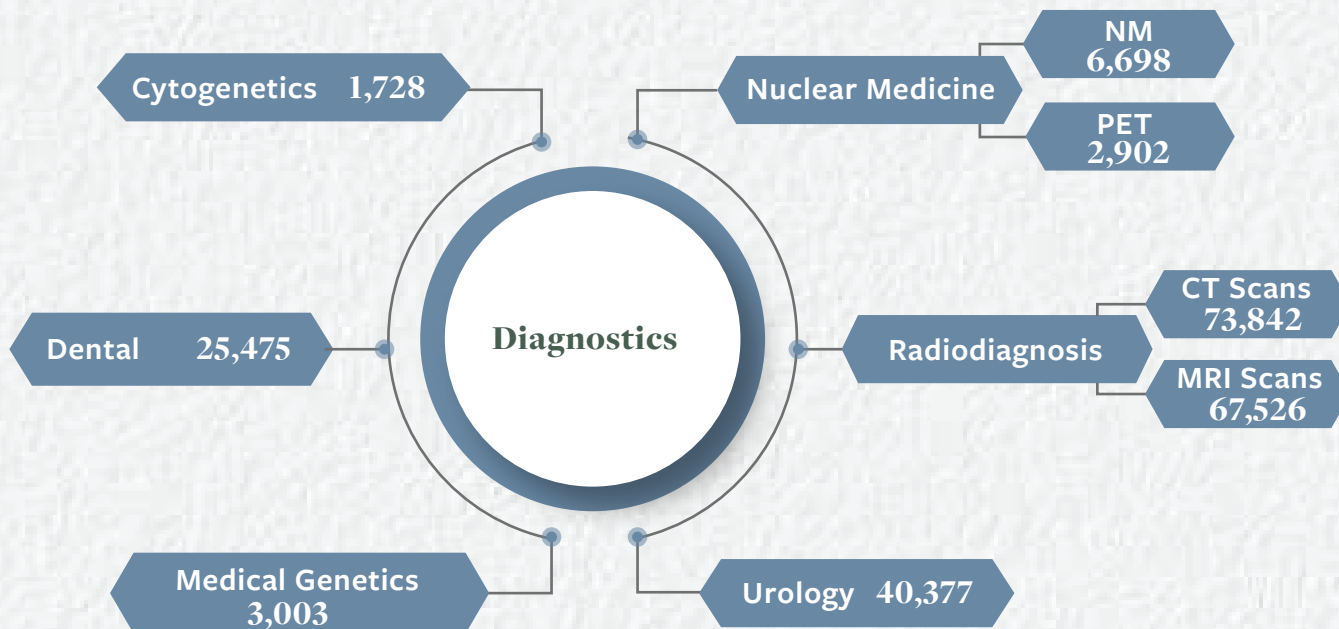 Cytogenetics 1,728
Nuclear Medicine
NM
6,698
PET
2,902
Dental 25,475
Diagnostics
Radiodiagnosis
CT Scans
73,842
MRI Scans
67,526
Medical Genetics
3,003
Urology 40,377